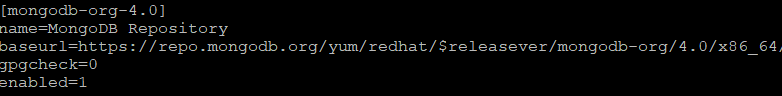 [mongodb-org-4.0]
name=MongoDB Repository
baseurl=https://repo.mongodb.org/yum/redhat/$releasever/mongodb-org/4.0/x86_64/
gpgcheck=0
enabled=1